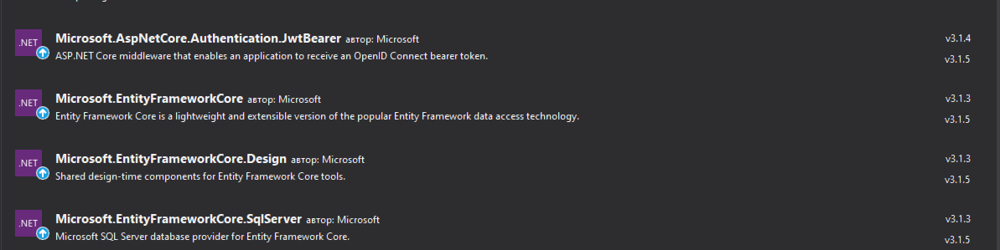 .NET Microsoft.AspNetCore.Authentication.JwtBearer автор: Microsoft v3.1.4
ASP.NET Core middleware that enables an application to receive an OpenID Connect bearer token. v3.1.5
.NET Microsoft.EntityFrameworkCore автор: Microsoft v3.1.3
Entity Framework Core is a lightweight and extensible version of the popular Entity Framework data access technology. v3.1.5
.NET Microsoft.EntityFrameworkCore.Design автор: Microsoft v3.1.3
Shared design-time components for Entity Framework Core tools. v3.1.5
.NET Microsoft.EntityFrameworkCore.SqlServer автор: Microsoft v3.1.3
Microsoft SQL Server database provider for Entity Framework Core. v3.1.5